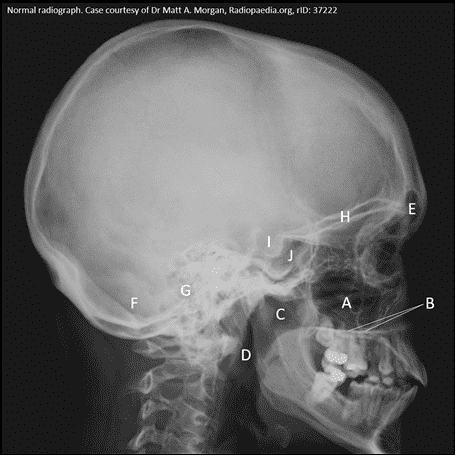 Normal radiograph. Case courtesy of Dr Matt A. Morgan, Radiopaedia.org, rID: 37222
E
H
I
J
F
G
A
B
C
D